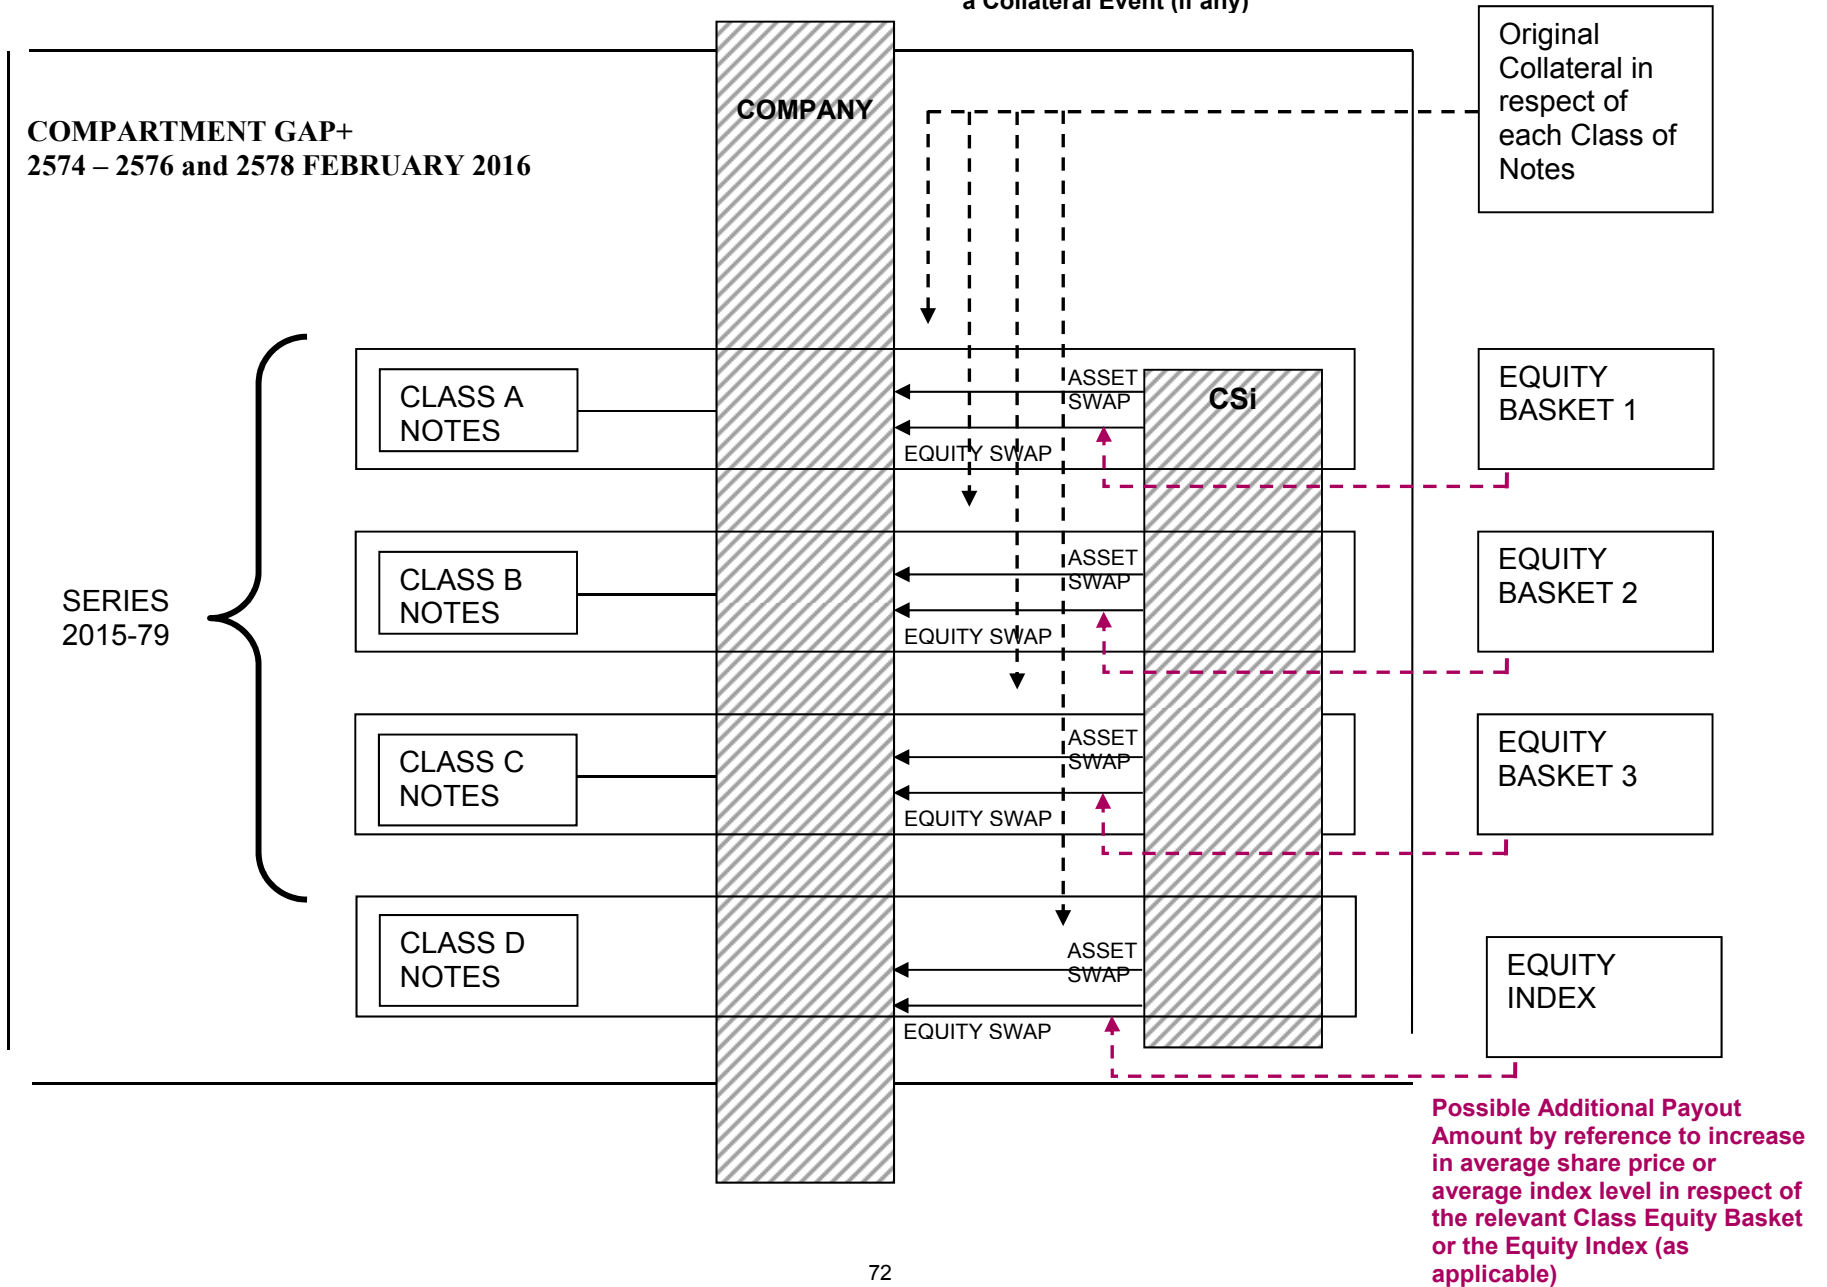 a Collateral Event (if any)
Original
Collateral in
respect of
each Class of
Notes
COMPANY
COMPARTMENT GAP+
2574 – 2576 and 2578 FEBRUARY 2016
CLASS A
NOTES
ASSET
SWAP
EQUITY SWAP
CSi
EQUITY
BASKET 1
CLASS B
NOTES
ASSET
SWAP
EQUITY SWAP
EQUITY
BASKET 2
SERIES
2015-79
CLASS C
NOTES
ASSET
SWAP
EQUITY SWAP
EQUITY
BASKET 3
CLASS D
NOTES
ASSET
SWAP
EQUITY SWAP
EQUITY
INDEX
Possible Additional Payout
Amount by reference to increase
in average share price or
average index level in respect of
the relevant Class Equity Basket
or the Equity Index (as
applicable)
72